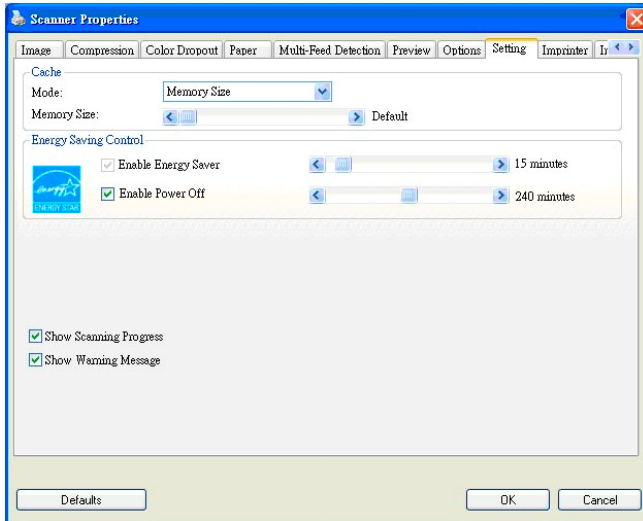 Scanner Properties
Image Compression Color Dropout Paper Multi-Feed Detection Preview Options Setting Imprinter
Cache
Mode: Memory Size
Memory Size: Default
Energy Saving Control
Enable Energy Saver 15 minutes
energy
ENERGY STAR
Enable Power Off 240 minutes
Show Scanning Progress
Show Warning Message
Defaults OK Cancel